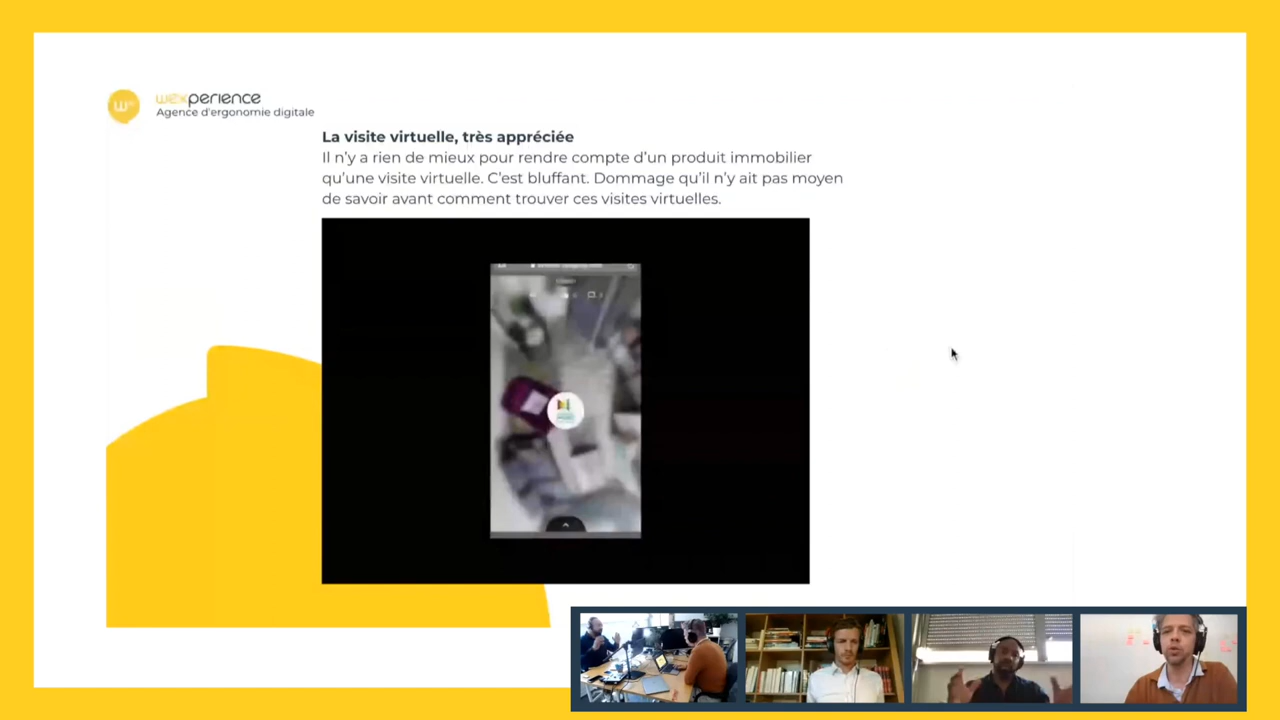 we
wexperience
Agence d'ergonomie digitale
La visite virtuelle, très appréciée
Il n'y a rien de mieux pour rendre compte d'un produit immobilier
qu'une visite virtuelle. C'est bluffant. Dommage qu'il n'y ait pas moyen
de savoir avant comment trouver ces visites virtuelles.